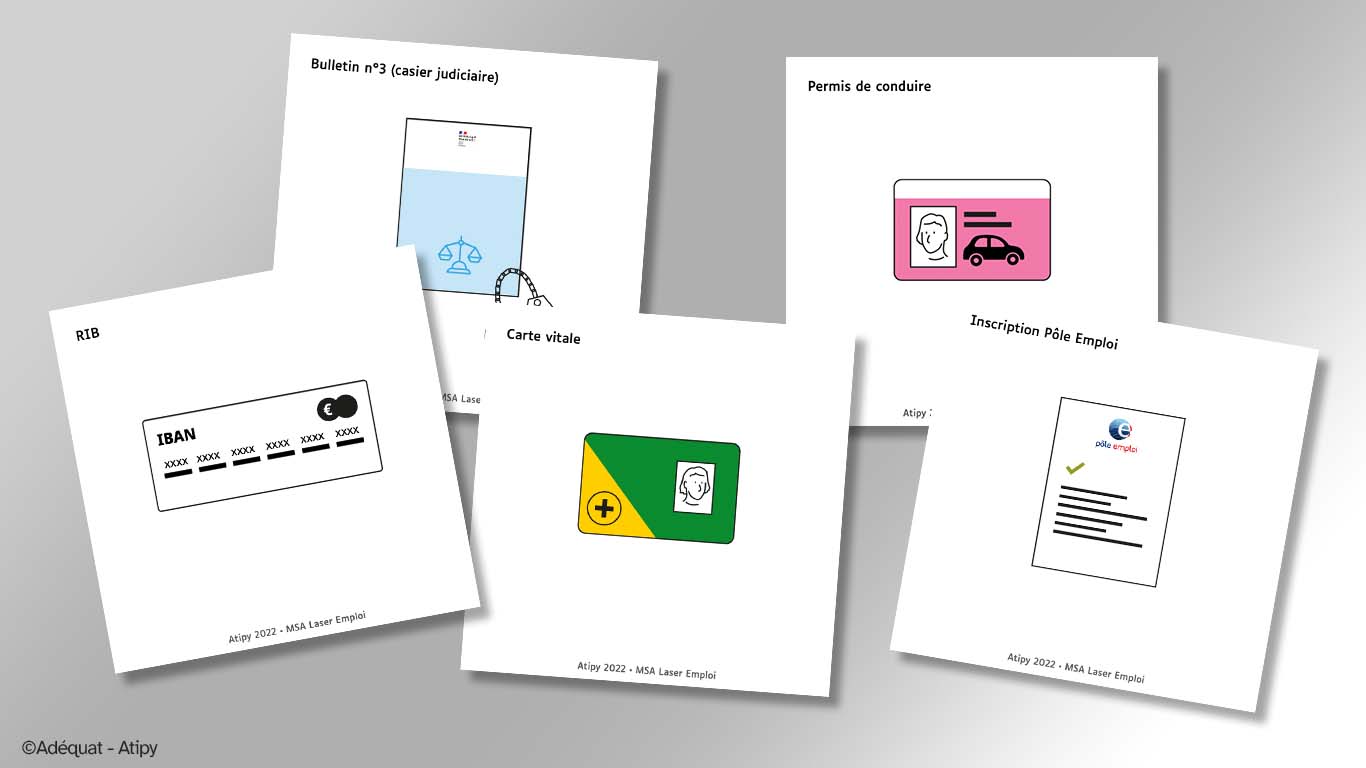 Bulletin n°3 (casier judiciaire)
MSA Lase
Permis de conduire
Atipy
RIB
IBAN
€
XXXX XXXX XXXX XXXX XXXX XXXX
Atipy 2022 • MSA Laser Emploi
Carte vitale
Atipy 2022 • MSA Laser Emploi
Inscription Pôle Emploi
pôle emploi
Atipy 2022 • MSA Laser Emploi
©Adéquat - Atipy